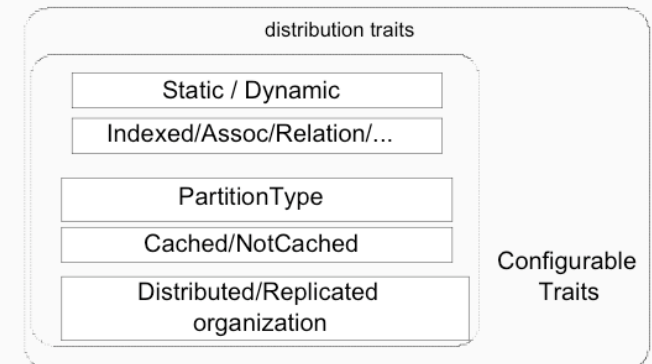 distribution traits
Static / Dynamic
Indexed/Assoc/Relation/...
PartitionType
Cached/NotCached
Distributed/Replicated
organization
Configurable
Traits